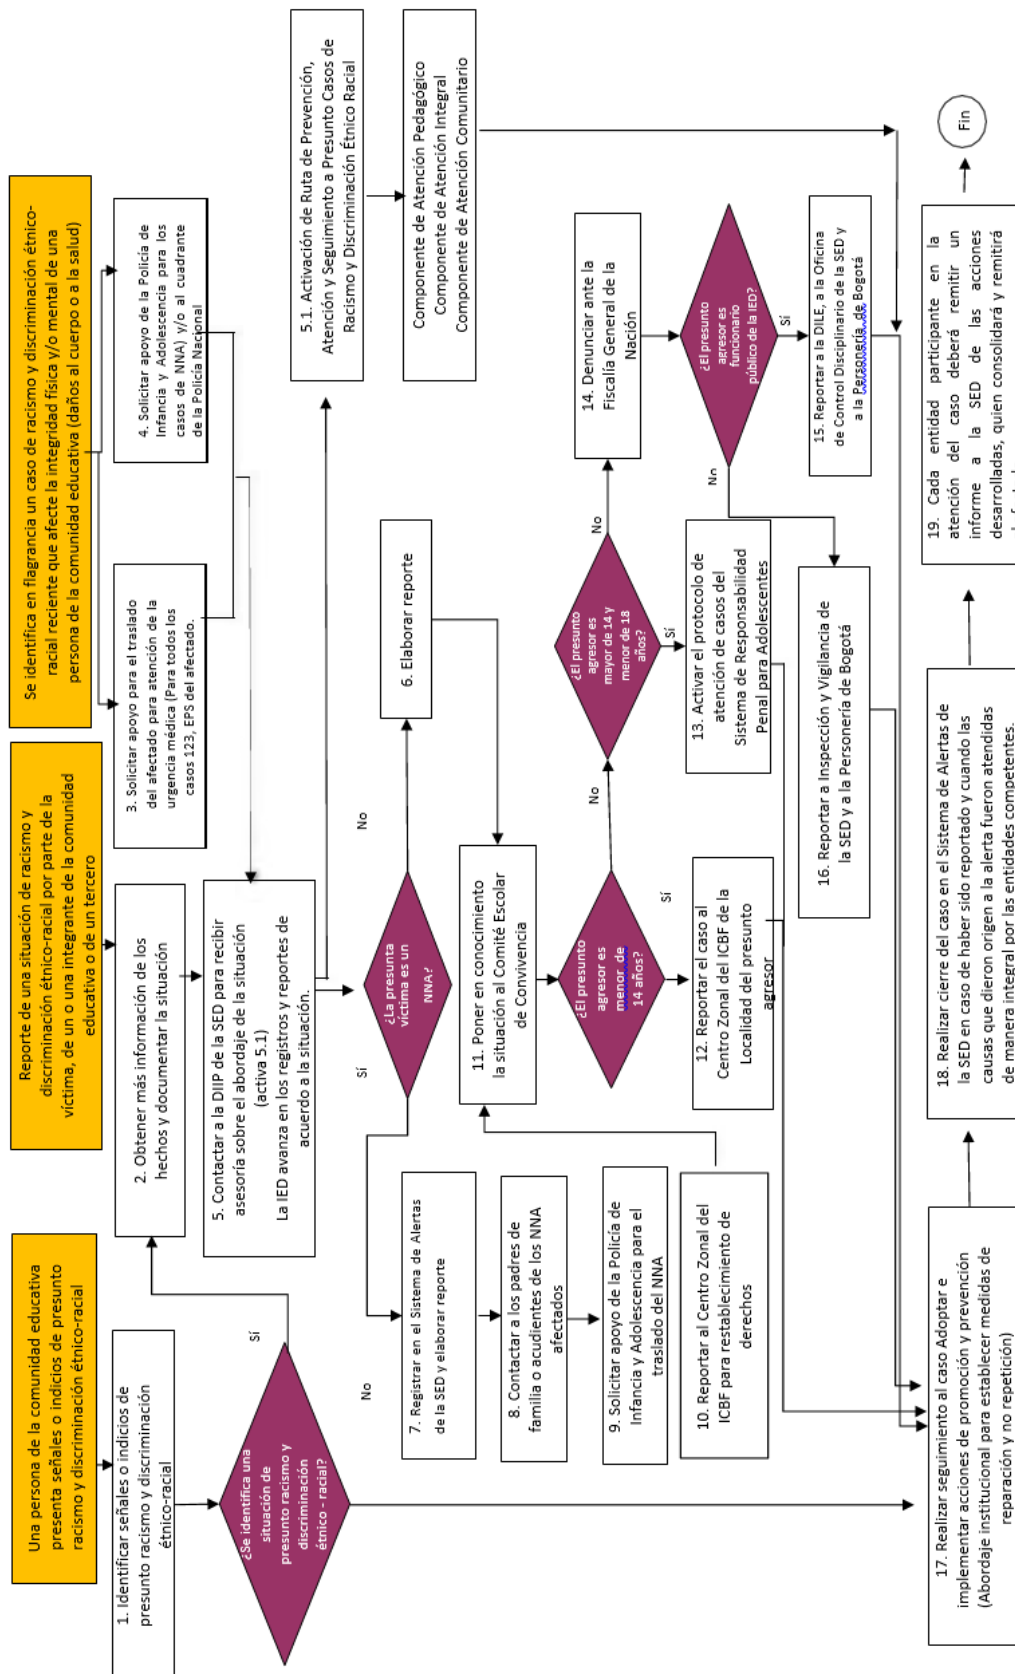 Una persona de la comunidad educativa
presenta señales o indicios de presunto
racismo y discriminación étnico-racial
Reporte de una situación de racismo y
discriminación étnico-racial por parte de la
víctima, de un o una integrante de la comunidad
educativa o de un tercero
Se identifica en flagrancia un caso de racismo y discriminación étnico-
racial reciente que afecte la integridad física y/o mental de una
persona de la comunidad educativa (daños al cuerpo o a la salud)
1. Identificar señales o indicios de
presunto racismo y discriminación
étnico-racial
2. Obtener más información de los
hechos y documentar la situación
3. Solicitar apoyo para el traslado
del afectado para atención de la
urgencia médica (Para todos los
casos 123, EPS del afectado.
4. Solicitar apoyo de la Policía de
Infancia y Adolescencia para los
casos de NNA) y/o al cuadrante
de la Policía Nacional
¿Se identifica una
situación de
presunto racismo y
discriminación
étnico - racial?
Sí
No
5. Contactar a la DIIP de la SED para recibir
asesoría sobre el abordaje de la situación
(activa 5.1)
La IED avanza en los registros y reportes de
acuerdo a la situación.
5.1. Activación de Ruta de Prevención,
Atención y Seguimiento a Presunto Casos de
Racismo y Discriminación Étnico Racial
Componente de Atención Pedagógico
Componente de Atención Integral
Componente de Atención Comunitario
¿La presunta
víctima es un
NNA?
Sí
No
6. Elaborar reporte
7. Registrar en el Sistema de Alertas
de la SED y elaborar reporte
8. Contactar a los padres de
familia o acudientes de los NNA
afectados
9. Solicitar apoyo de la Policía de
Infancia y Adolescencia para el
traslado del NNA
10. Reportar al Centro Zonal del
ICBF para restablecimiento de
derechos
11. Poner en conocimiento
la situación al Comité Escolar
de Convivencia
¿El presunto
agresor es
menor de
14 años?
Sí
No
12. Reportar el caso al
Centro Zonal del ICBF de la
Localidad del presunto
agresor
¿El presunto
agresor es
mayor de 14 y
menor de 18
años?
Sí
No
13. Activar el protocolo de
atención de casos del
Sistema de Responsabilidad
Penal para Adolescentes
14. Denunciar ante la
Fiscalía General de la
Nación
¿El presunto
agresor es
funcionario
público de la IED?
Sí
No
15. Reportar a la DILE, a la Oficina
de Control Disciplinario de la SED y
a la Personería de Bogotá
16. Reportar a Inspección y Vigilancia de
la SED y a la Personería de Bogotá
17. Realizar seguimiento al caso Adoptar e
implementar acciones de promoción y prevención
(Abordaje institucional para establecer medidas de
reparación y no repetición)
18. Realizar cierre del caso en el Sistema de Alertas de
la SED en caso de haber sido reportado y cuando las
causas que dieron origen a la alerta fueron atendidas
de manera integral por las entidades competentes.
19. Cada entidad participante en la
atención del caso deberá remitir un
informe a la SED de las acciones
desarrolladas, quien consolidará y remitirá
Fin